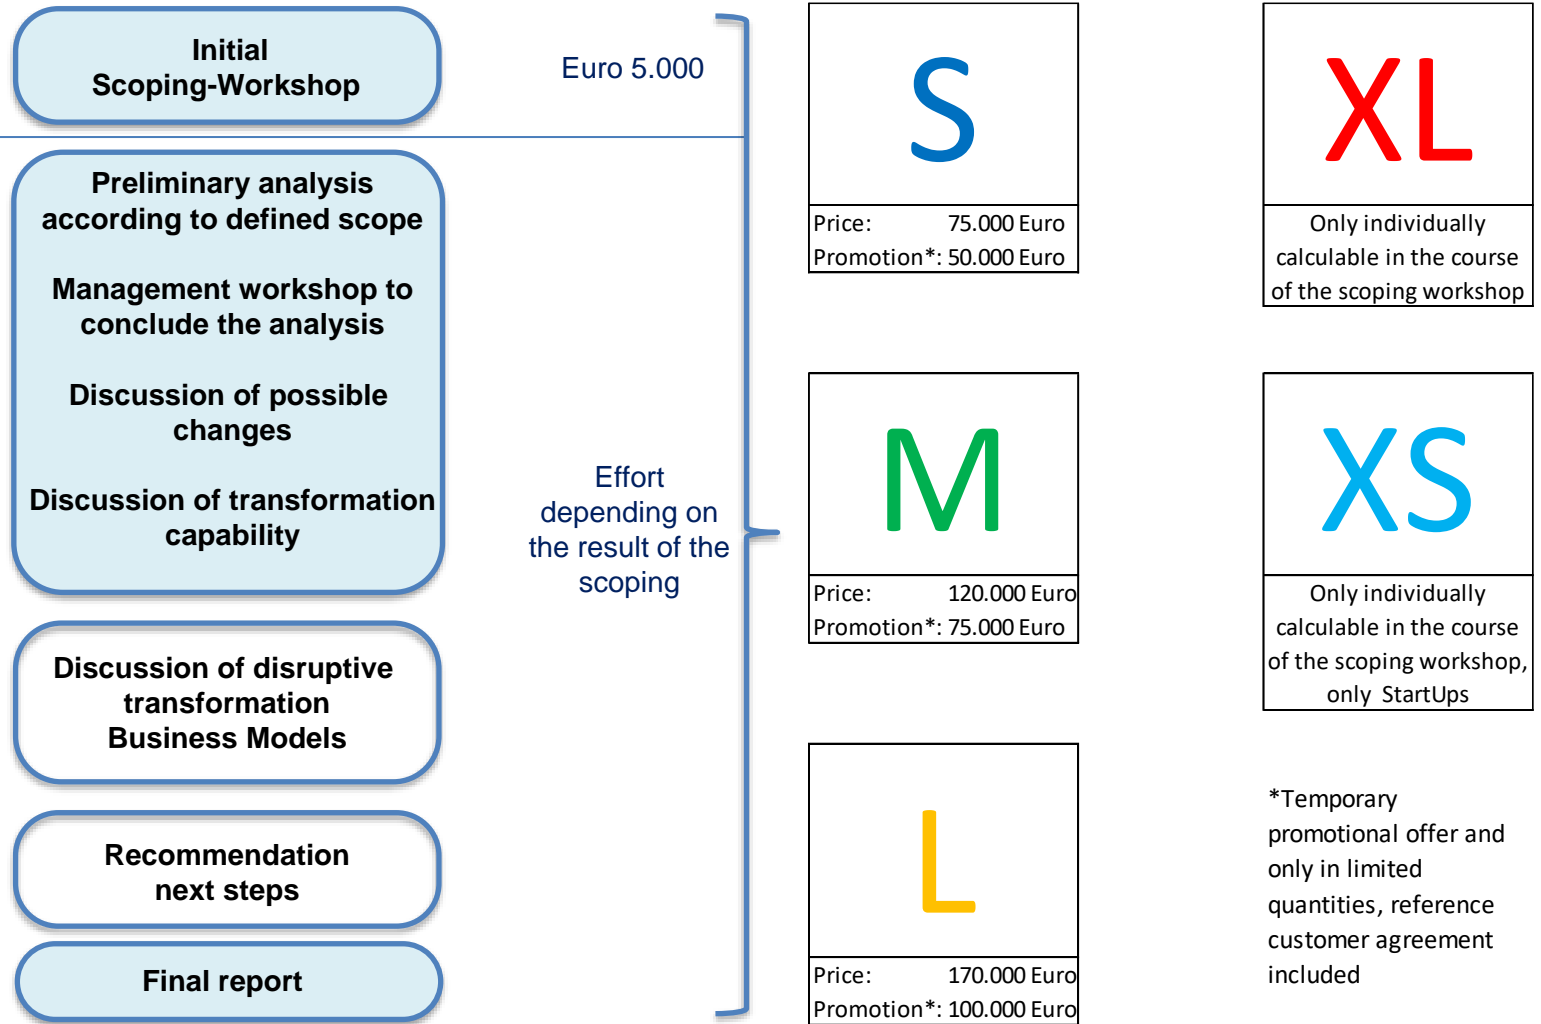 Initial
Scoping-Workshop
Euro 5.000
Preliminary analysis
according to defined scope
Management workshop to
conclude the analysis
Discussion of possible
changes
Discussion of transformation
capability
Effort
depending on
the result of the
scoping
Discussion of disruptive
transformation
Business Models
Recommendation
next steps
Final report
S
Price: 75.000 Euro
Promotion*: 50.000 Euro
M
Price: 120.000 Euro
Promotion*: 75.000 Euro
L
Price: 170.000 Euro
Promotion*: 100.000 Euro
XL
Only individually
calculable in the course
of the scoping workshop
XS
Only individually
calculable in the course
of the scoping workshop,
only StartUps
*Temporary
promotional offer and
only in limited
quantities, reference
customer agreement
included